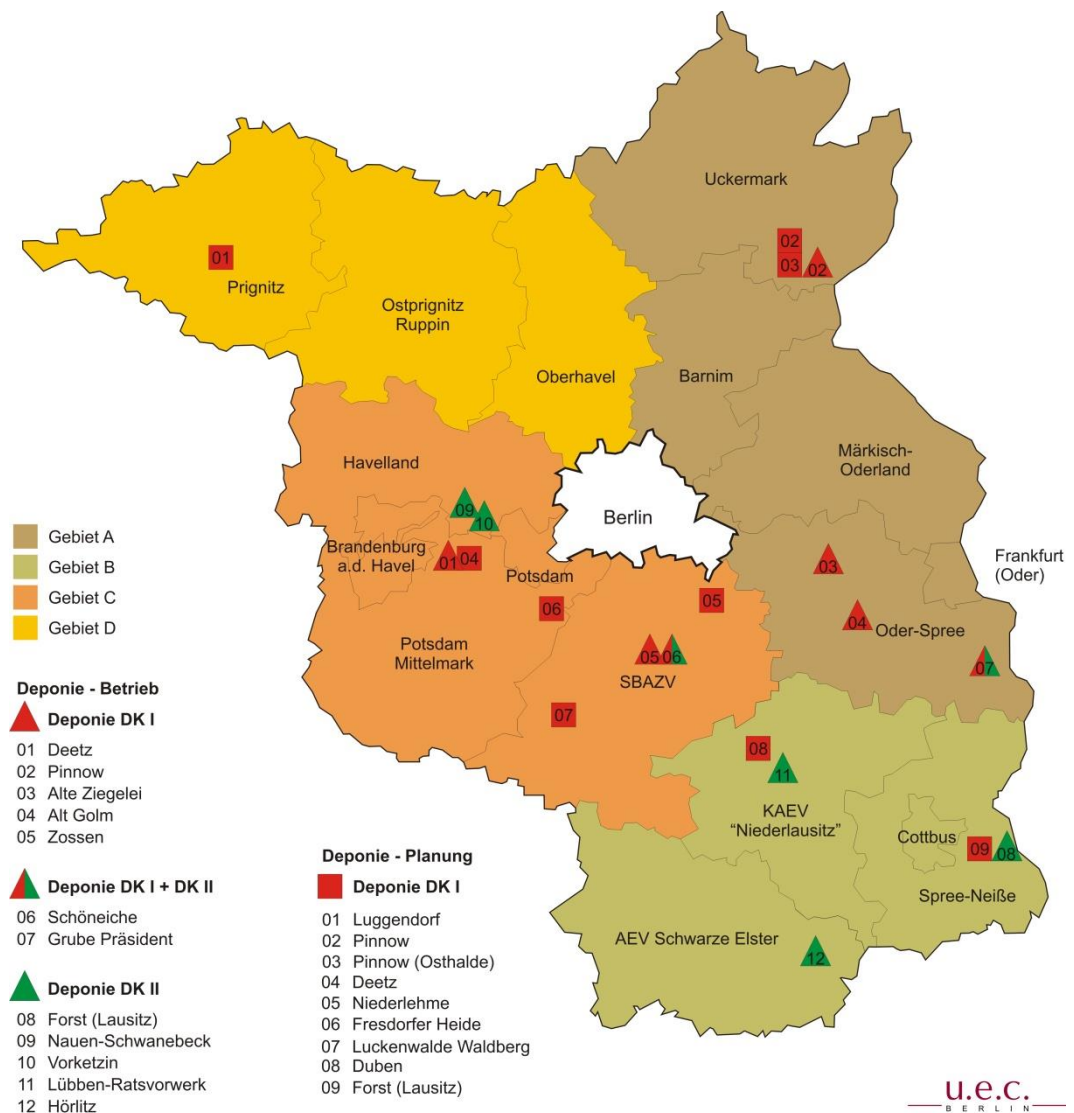 Uckermark
02
03
02
01
Prignitz
Ostprignitz
Ruppin
Oberhavel
Barnim
Märkisch-
Oderland
Havelland
09
10
Berlin
Brandenburg
a.d. Havel
01
04
Potsdam
06
05
03
04
Frankfurt
(Oder)
Oder-Spree
07
Potsdam
Mittelmark
05
06
SBAZV
07
08
11
KAEV
"Niederlausitz”
Cottbus
09
08
Spree-Neiße
AEV Schwarze Elster
12
Gebiet A
Gebiet B
Gebiet C
Gebiet D
Deponie - Betrieb
Deponie DK I
01 Deetz
02 Pinnow
03 Alte Ziegelei
04 Alt Golm
05 Zossen
Deponie DK I + DK II
06 Schöneiche
07 Grube Präsident
Deponie DK II
08 Forst (Lausitz)
09 Nauen-Schwanebeck
10 Vorketzin
11 Lübben-Ratsvorwerk
12 Hörlitz
Deponie - Planung
Deponie DK I
01 Luggendorf
02 Pinnow
03 Pinnow (Osthalde)
04 Deetz
05 Niederlehme
06 Fresdorfer Heide
07 Luckenwalde Waldberg
08 Duben
09 Forst (Lausitz)
u.e.c.
BERLIN